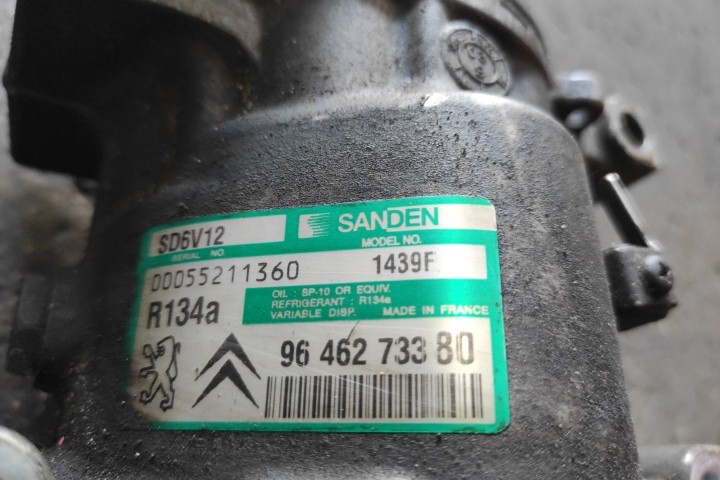 SD6V12
SANDEN
SERIAL NO.
MODEL NO.
00055211360
1439F
R134a
OIL : SP-10 OR EQUIV.
REFRIGERANT : R134a
VARIABLE DISP.
MADE IN FRANCE
96 462 733 80